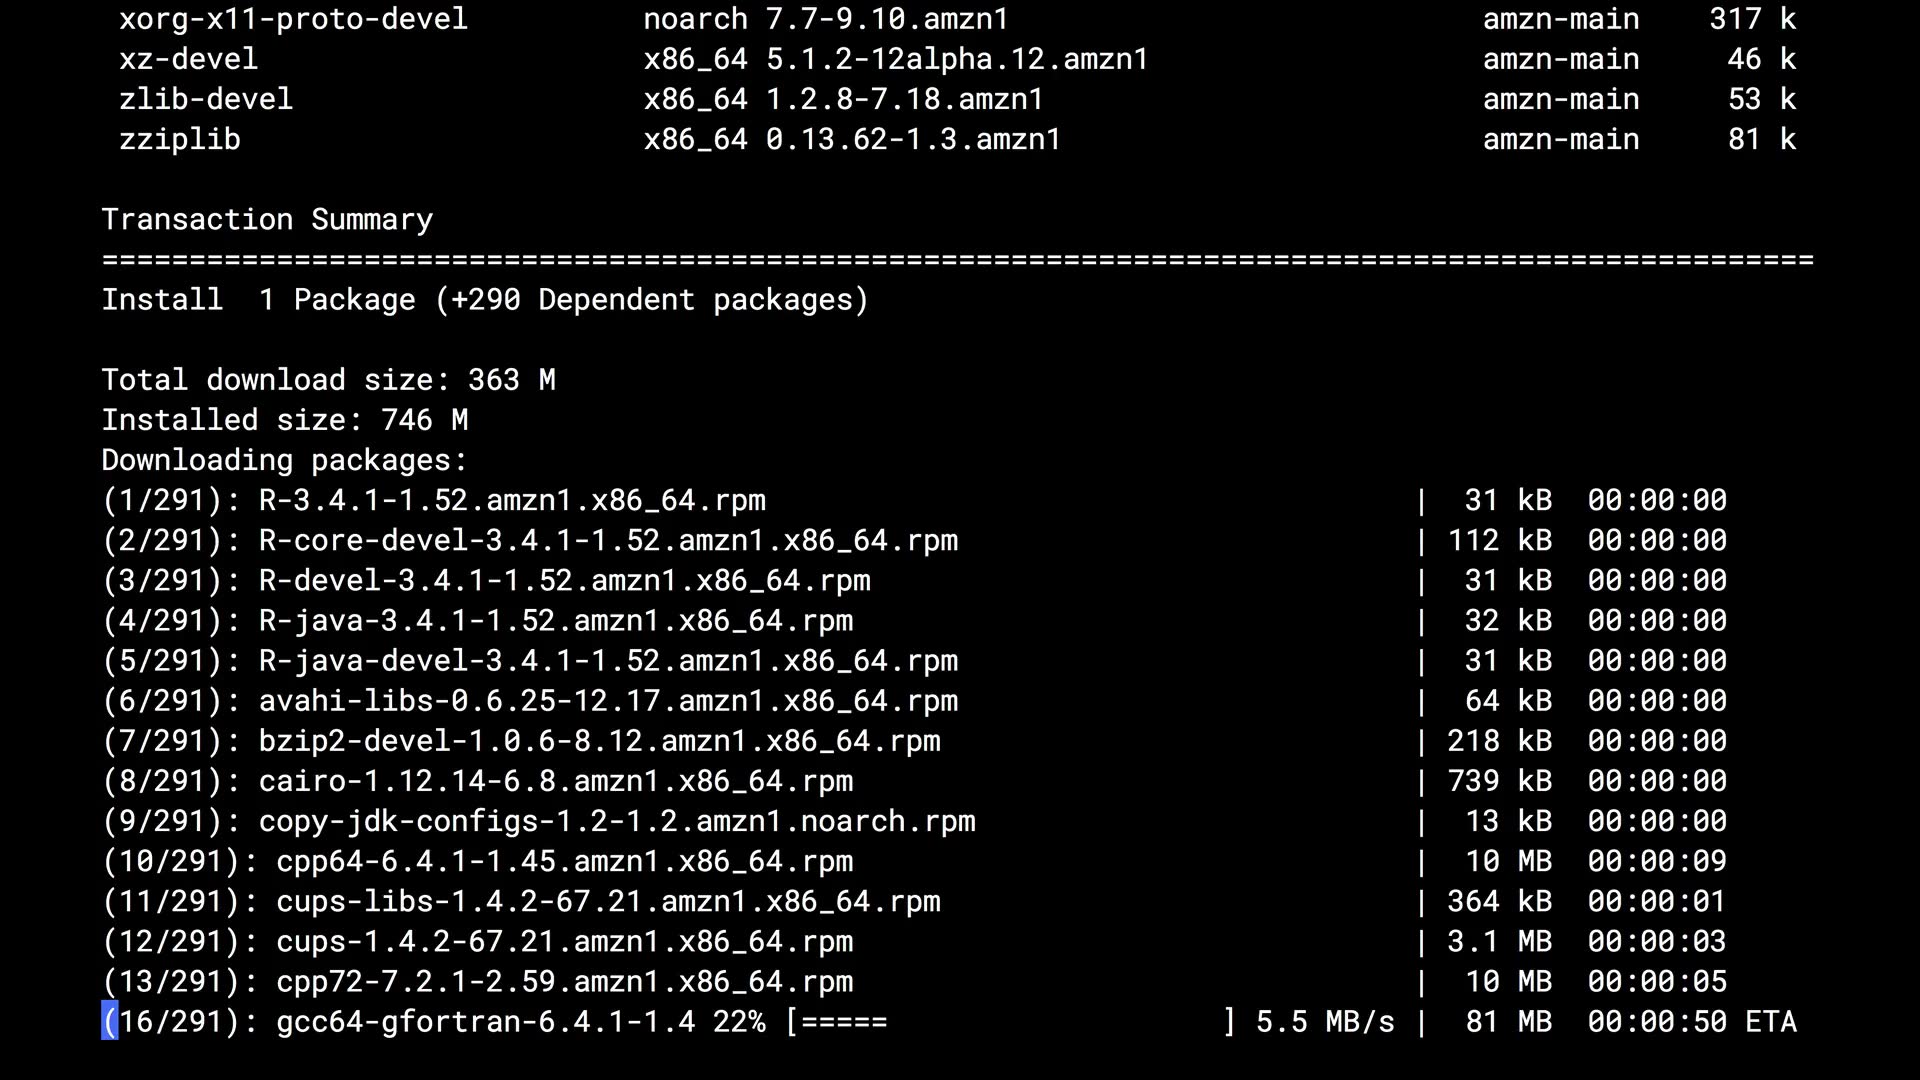 xorg-x11-proto-devel noarch 7.7-9.10.amzn1 amzn-main 317 k
xz-devel x86_64 5.1.2-12alpha.12.amzn1 amzn-main 46 k
zlib-devel x86_64 1.2.8-7.18.amzn1 amzn-main 53 k
zziplib x86_64 0.13.62-1.3.amzn1 amzn-main 81 k
Transaction Summary
==================================================================================================
Install  1 Package (+290 Dependent packages)
Total download size: 363 M
Installed size: 746 M
Downloading packages:
(1/291): R-3.4.1-1.52.amzn1.x86_64.rpm | 31 kB 00:00:00
(2/291): R-core-devel-3.4.1-1.52.amzn1.x86_64.rpm | 112 kB 00:00:00
(3/291): R-devel-3.4.1-1.52.amzn1.x86_64.rpm | 31 kB 00:00:00
(4/291): R-java-3.4.1-1.52.amzn1.x86_64.rpm | 32 kB 00:00:00
(5/291): R-java-devel-3.4.1-1.52.amzn1.x86_64.rpm | 31 kB 00:00:00
(6/291): avahi-libs-0.6.25-12.17.amzn1.x86_64.rpm | 64 kB 00:00:00
(7/291): bzip2-devel-1.0.6-8.12.amzn1.x86_64.rpm | 218 kB 00:00:00
(8/291): cairo-1.12.14-6.8.amzn1.x86_64.rpm | 739 kB 00:00:00
(9/291): copy-jdk-configs-1.2-1.2.amzn1.noarch.rpm | 13 kB 00:00:00
(10/291): cpp64-6.4.1-1.45.amzn1.x86_64.rpm | 10 MB 00:00:09
(11/291): cups-libs-1.4.2-67.21.amzn1.x86_64.rpm | 364 kB 00:00:01
(12/291): cups-1.4.2-67.21.amzn1.x86_64.rpm | 3.1 MB 00:00:03
(13/291): cpp72-7.2.1-2.59.amzn1.x86_64.rpm | 10 MB 00:00:05
(16/291): gcc64-gfortran-6.4.1-1.4 22% [===== ] 5.5 MB/s | 81 MB 00:00:50 ETA